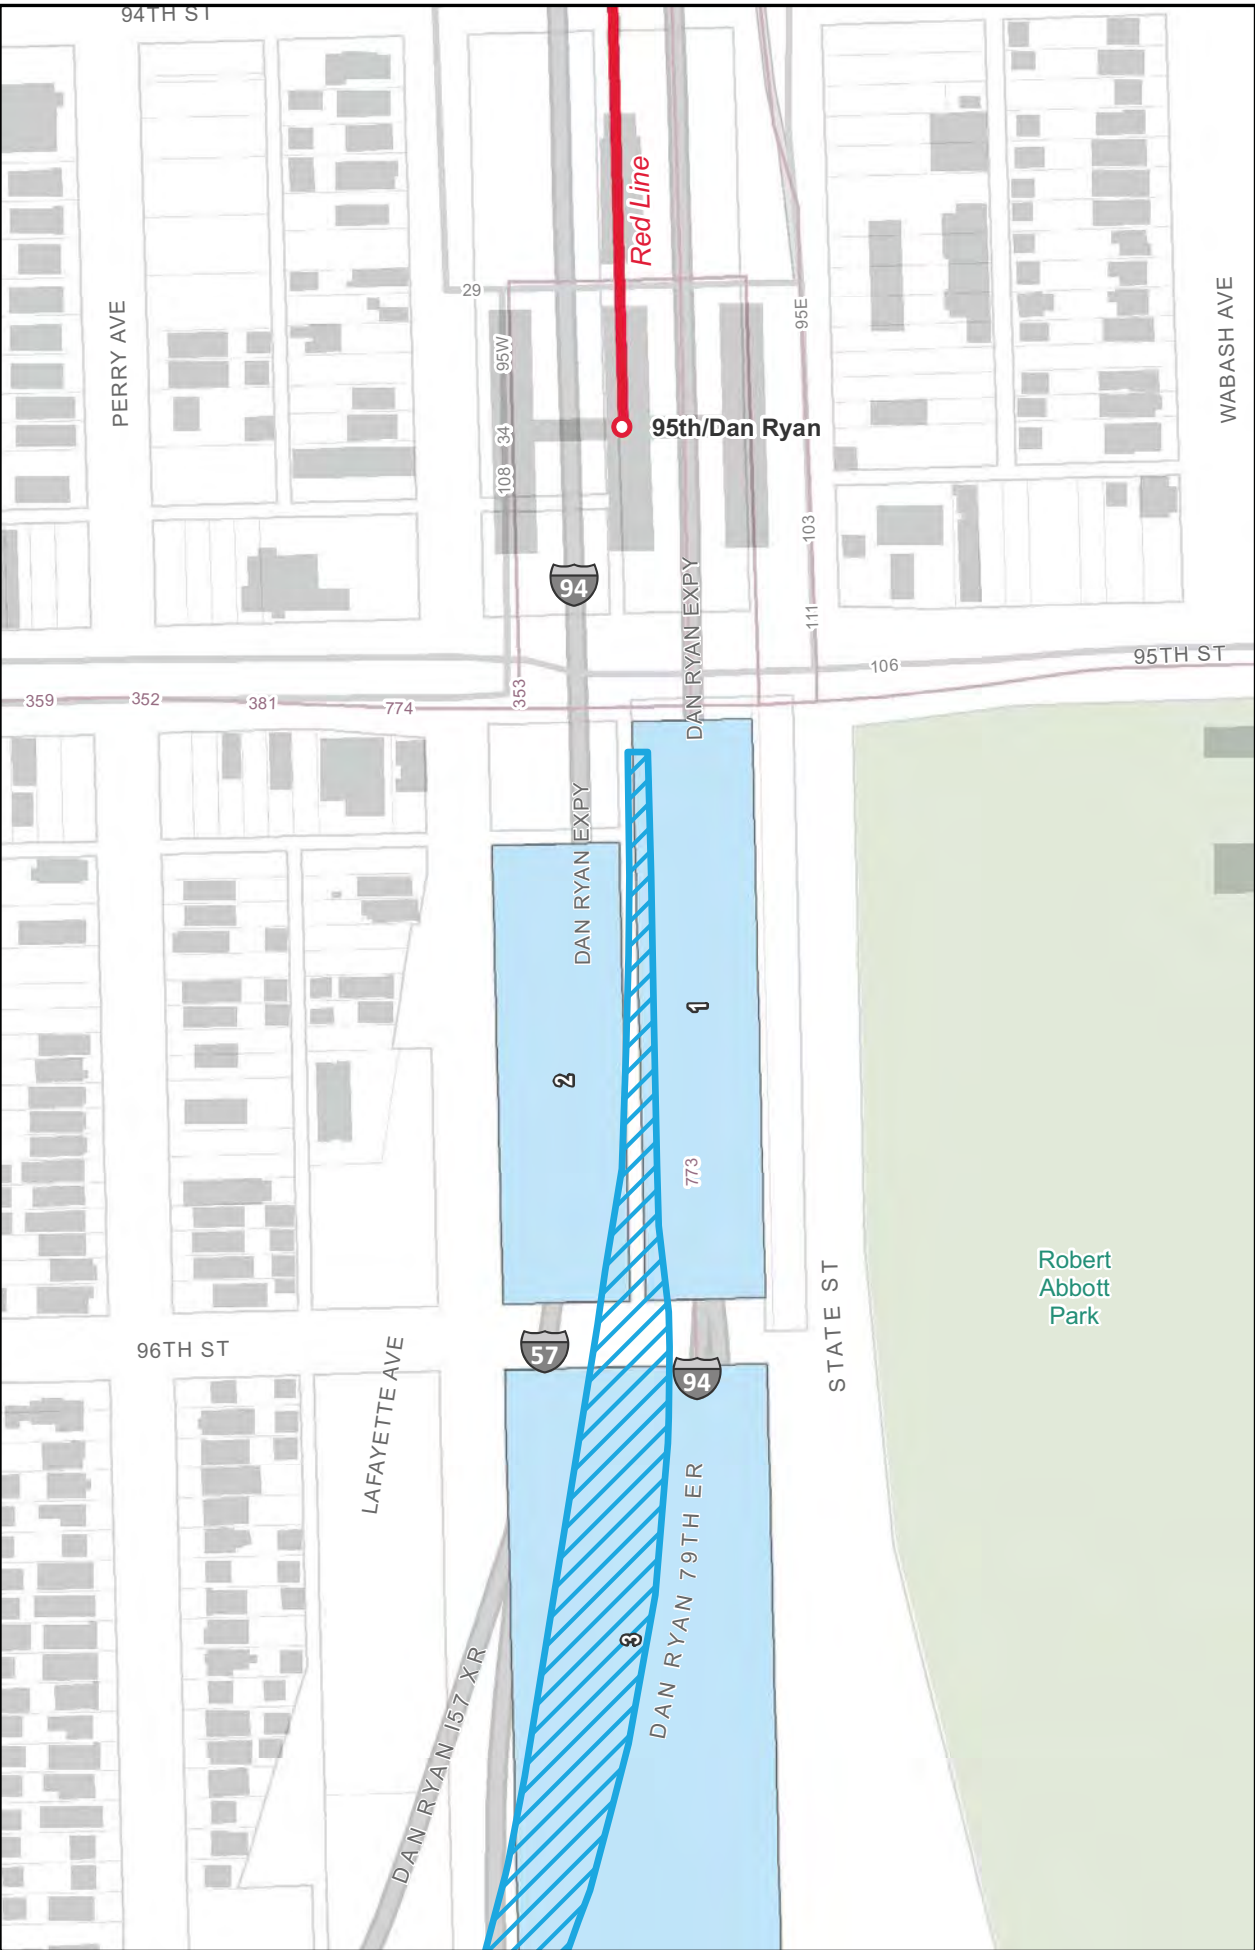 94TH ST
Red Line
29
95W
95E
PERRY AVE
WABASH AVE
34
95th/Dan Ryan
108
103
94
DAN RYAN EXPY
111
106
95TH ST
359
352
381
774
353
DAN RYAN EXPY
1
2
773
Robert
Abbott
Park
STATE ST
96TH ST
57
94
LAFAYETTE AVE
DAN RYAN 79TH ER
3
DAN RYAN I57 XR